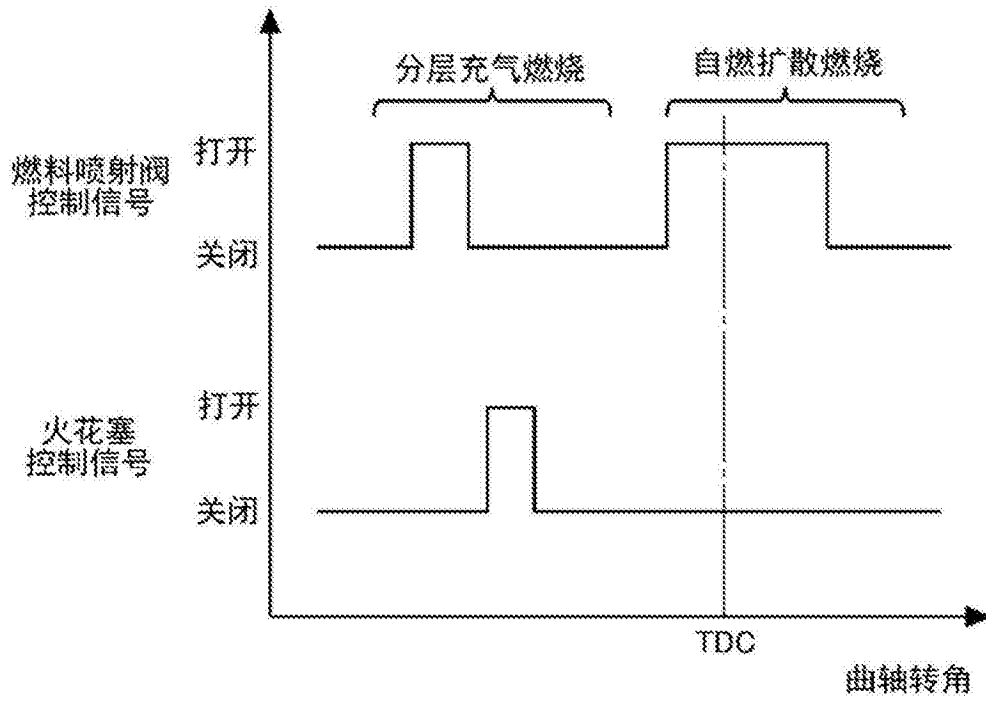 分层充气燃烧
自燃扩散燃烧
燃料喷射阀
控制信号
打开
关闭
火花塞
控制信号
打开
关闭
TDC
曲轴转角